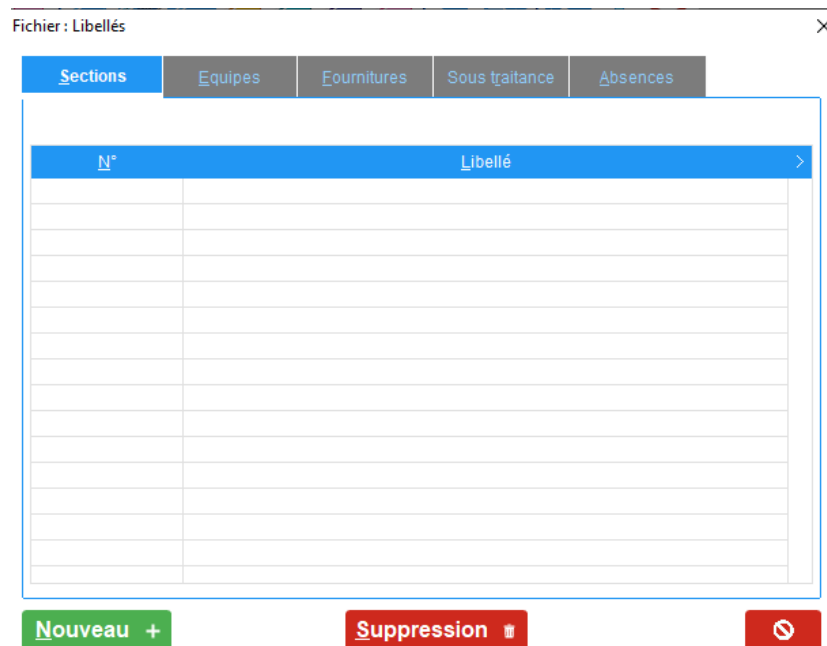 Fichier : Libellés
Sections Equipes Fournitures Sous traitance Absences
N° Libellé
Nouveau + Suppression